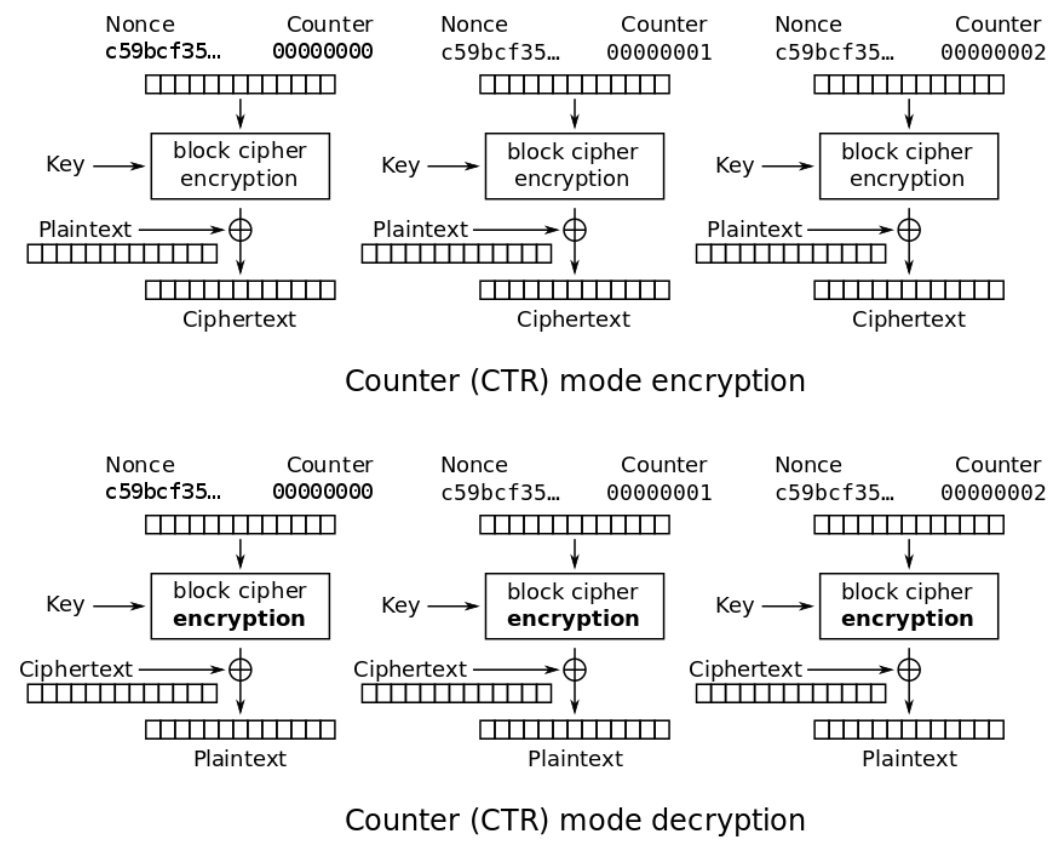 Nonce Counter Nonce Counter Nonce Counter
c59bcf35… 00000000 c59bcf35… 00000001 c59bcf35… 00000002
Key block cipher encryption Key block cipher encryption Key block cipher encryption
Plaintext Plaintext Plaintext
Ciphertext Ciphertext Ciphertext
Counter (CTR) mode encryption
Nonce Counter Nonce Counter Nonce Counter
c59bcf35… 00000000 c59bcf35… 00000001 c59bcf35… 00000002
Key block cipher encryption Key block cipher encryption Key block cipher encryption
Ciphertext Ciphertext Ciphertext
Plaintext Plaintext Plaintext
Counter (CTR) mode decryption